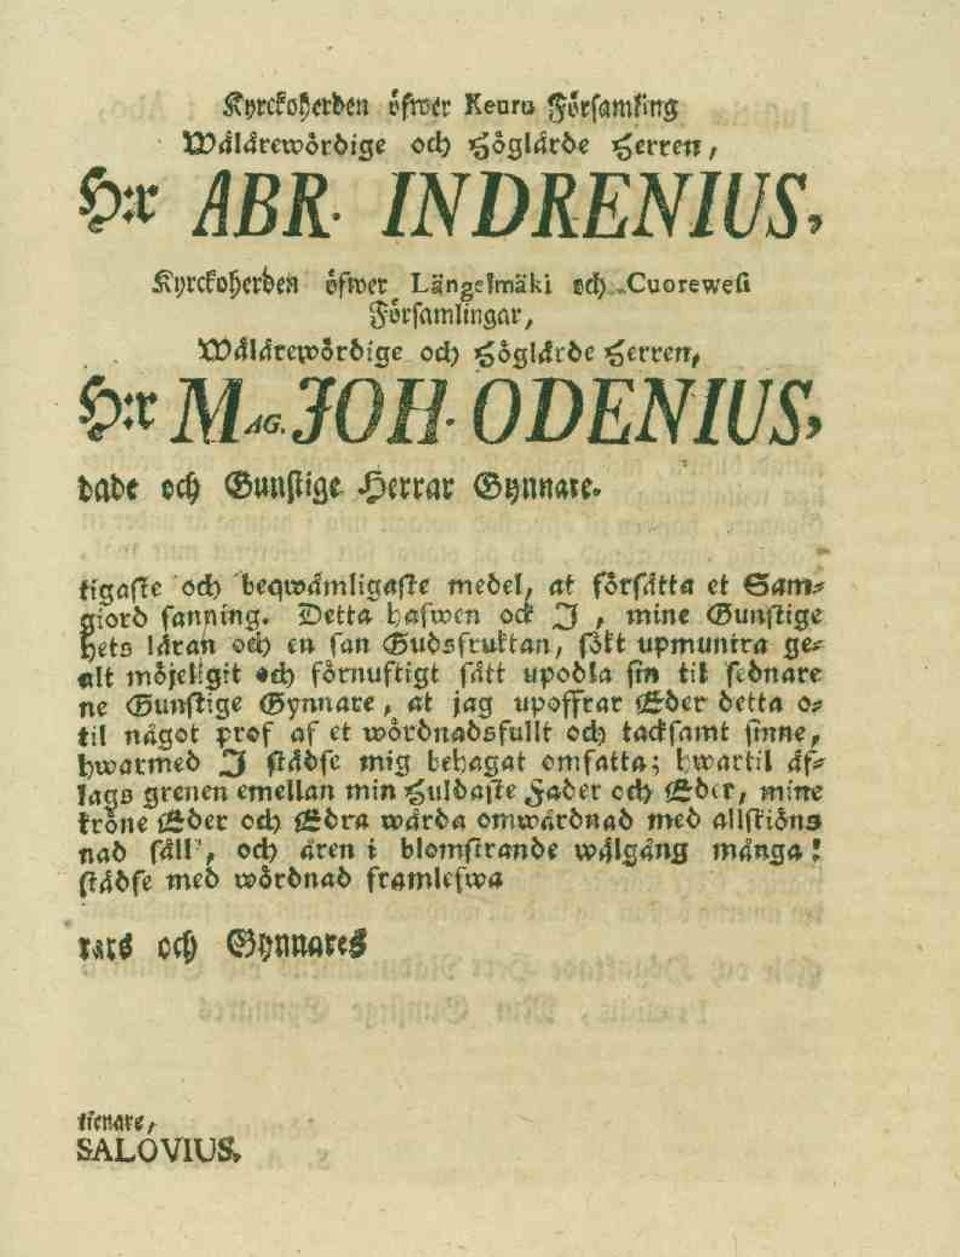 Kyrckoherden öfwer Keuru Församling
Wälärewördige och Höglärde Herren,
H:r ABR. INDRENIUS,
Kyrckoherden öfwer Längelmäki och Cuorewesi
Församlingar,
Wälärewördige och Höglärde Herren,
H:r MAG. JOH. ODENIUS,
dade och Gunstige Herrar Gynnare.
tigaste och beqwämligaste medel, at försätta et Sam-
giord sanning. Detta hafwen ock I, mine Gunstige
hets läran och en san Gudsfruktan, sökt upmuntra ge-
alt möjeligit och förnuftigt sätt upodla sin til sednare
ne Gunstige Gynnare, at jag upoffrar Eder detta o-
til något prof af et wördnadsfullt och tacksamt sinne,
hwarmed I städse mig behagat omfatta; hwartil äf-
lags grenen emellan min Huldaste Fader och Eder, mine
kröne Eder och Edra wärda omwårdnad med allskiöns
nad säll, och ären i blomstrande wälgång många!
städse med wördnad framlefwa
rars och Gynnares
tienare,
SALOVIUS.